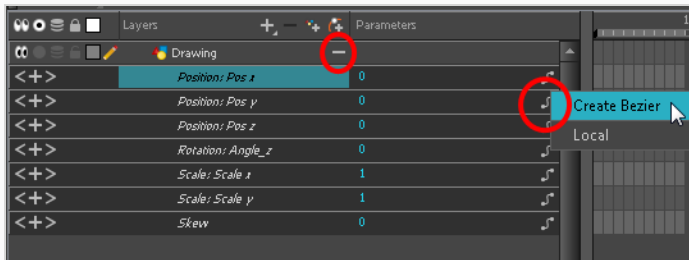 Layers Parameters 1
Drawing
<+> Position: Pos x 0
<+> Position: Pos y 0
Create Bezier
<+> Position: Pos z 0
Local
<+> Rotation: Angle_z 0
<+> Scale: Scale x 1
<+> Scale: Scale y 1
<+> Skew 0